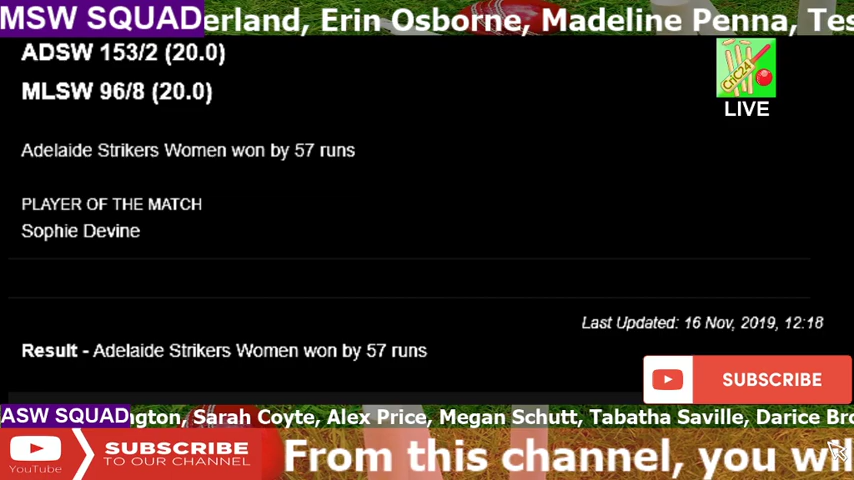 MSW SQUAD erland, Erin Osborne, Madeline Penna, Tes
ADSW 153/2 (20.0)
MLSW 96/8 (20.0)
CriC24
LIVE
Adelaide Strikers Women won by 57 runs
PLAYER OF THE MATCH
Sophie Devine
Last Updated: 16 Nov, 2019, 12:18
Result - Adelaide Strikers Women won by 57 runs
SUBSCRIBE
ASW SQUAD ngton, Sarah Coyte, Alex Price, Megan Schutt, Tabatha Saville, Darice Bro
YouTube SUBSCRIBE TO OUR CHANNEL From this channel, you wil